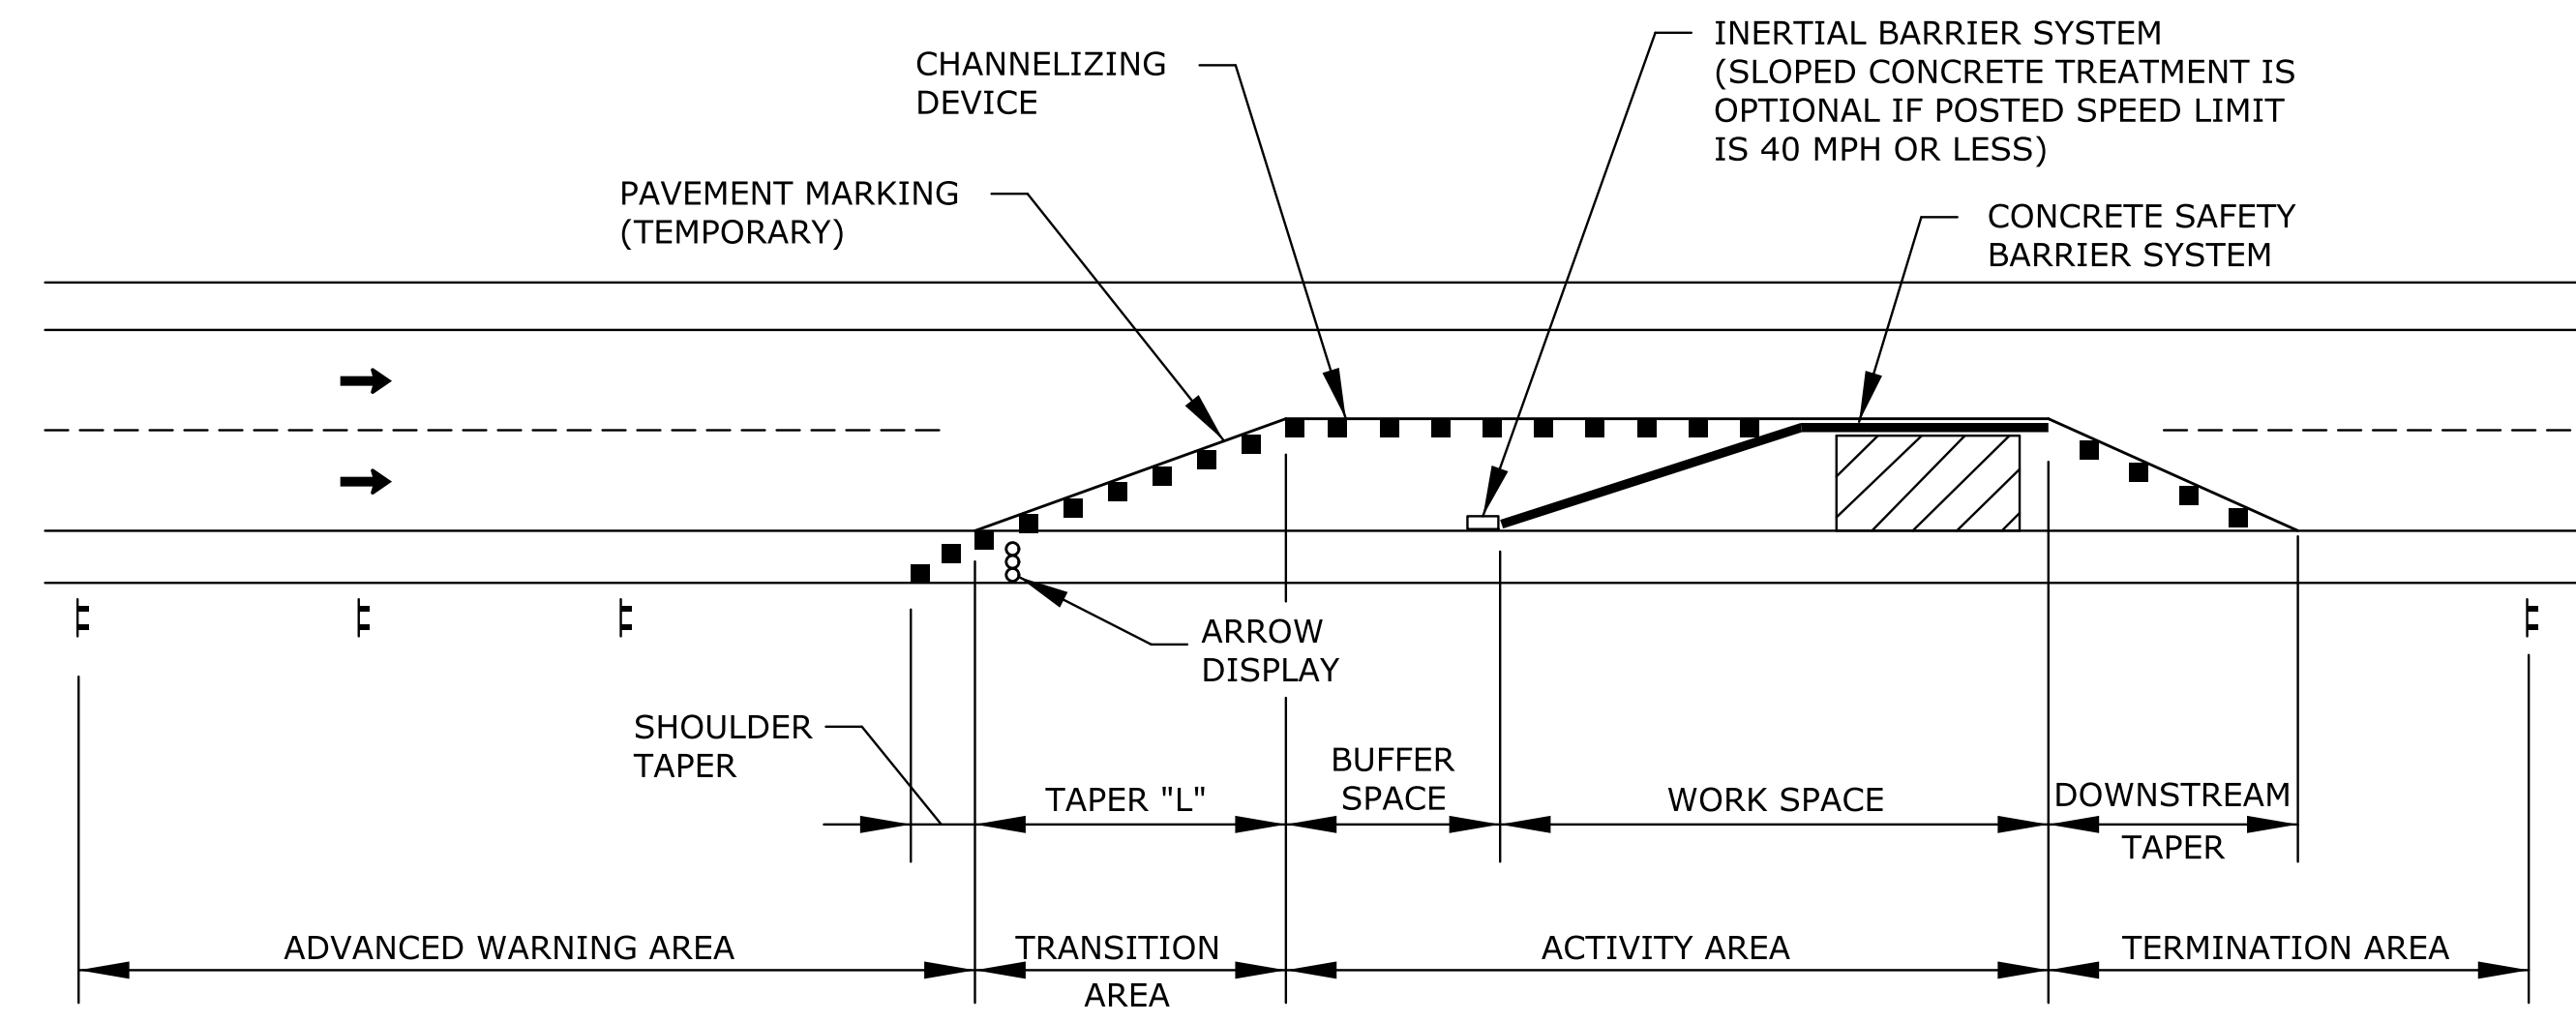 INERTIAL BARRIER SYSTEM
(SLOPED CONCRETE TREATMENT IS
OPTIONAL IF POSTED SPEED LIMIT
IS 40 MPH OR LESS)
CHANNELIZING
DEVICE
PAVEMENT MARKING
(TEMPORARY)
CONCRETE SAFETY
BARRIER SYSTEM
ARROW
DISPLAY
SHOULDER
TAPER
TAPER "L"
BUFFER
SPACE
WORK SPACE
DOWNSTREAM
TAPER
ADVANCED WARNING AREA
TRANSITION
AREA
ACTIVITY AREA
TERMINATION AREA